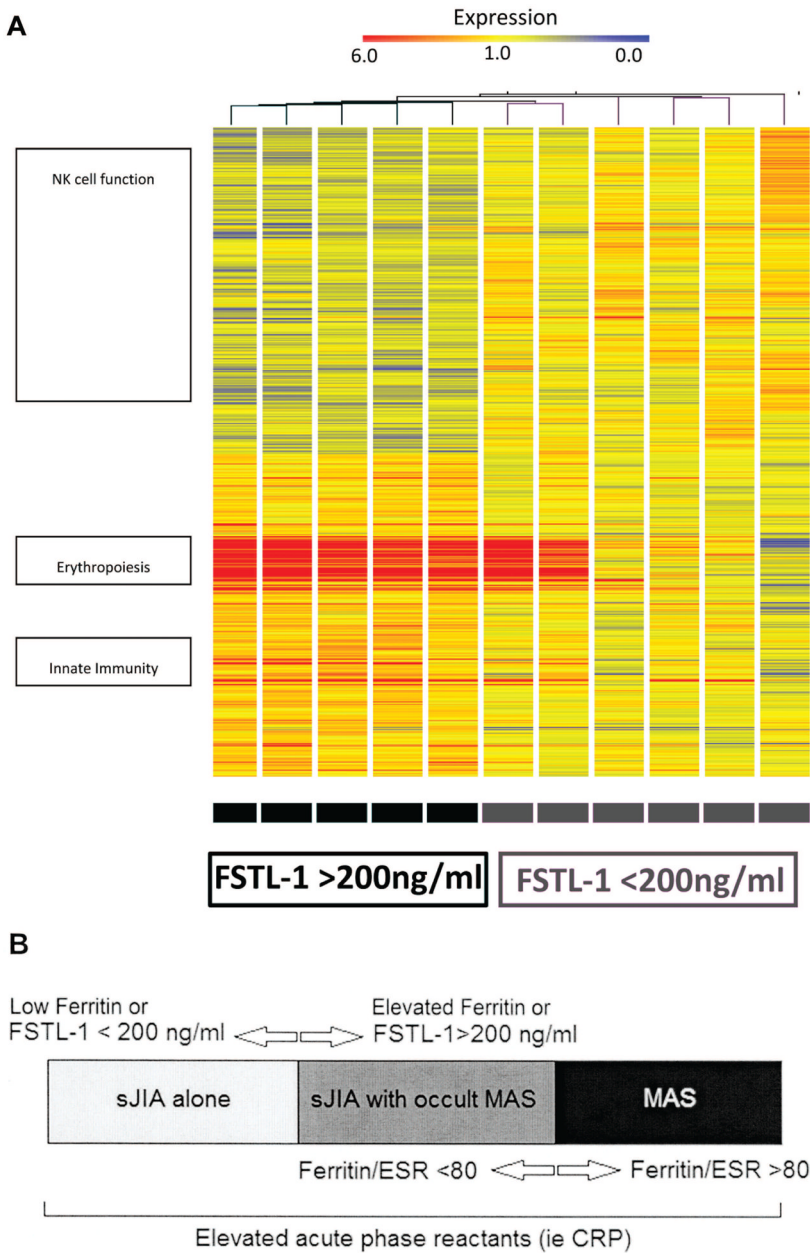 A
Expression
6.0 1.0 0.0
NK cell function
Erythropoiesis
Innate Immunity
FSTL-1 >200ng/ml FSTL-1 <200ng/ml
B
Low Ferritin or
FSTL-1 < 200 ng/ml
Elevated Ferritin or
FSTL-1>200 ng/ml
sJIA alone
sJIA with occult MAS
MAS
Ferritin/ESR <80
Ferritin/ESR >80
Elevated acute phase reactants (ie CRP)